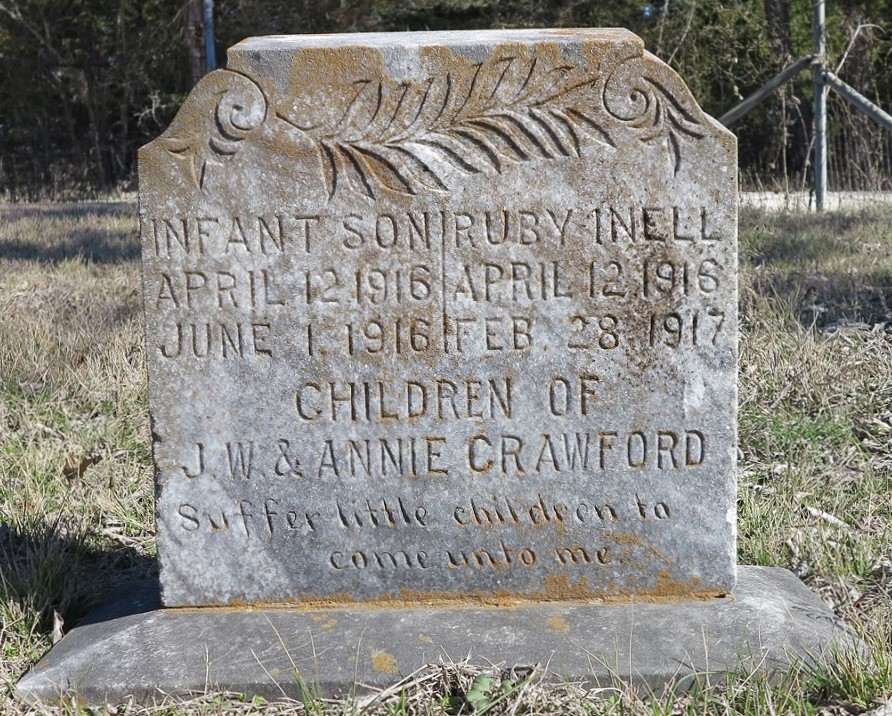 INFANT SON RUBY INELL
APRIL 12 1916 APRIL 12 1916
JUNE 1. 1916 FEB. 28. 1917
CHILDREN OF
J. W. & ANNIE CRAWFORD
Suffer little children to
come unto me.